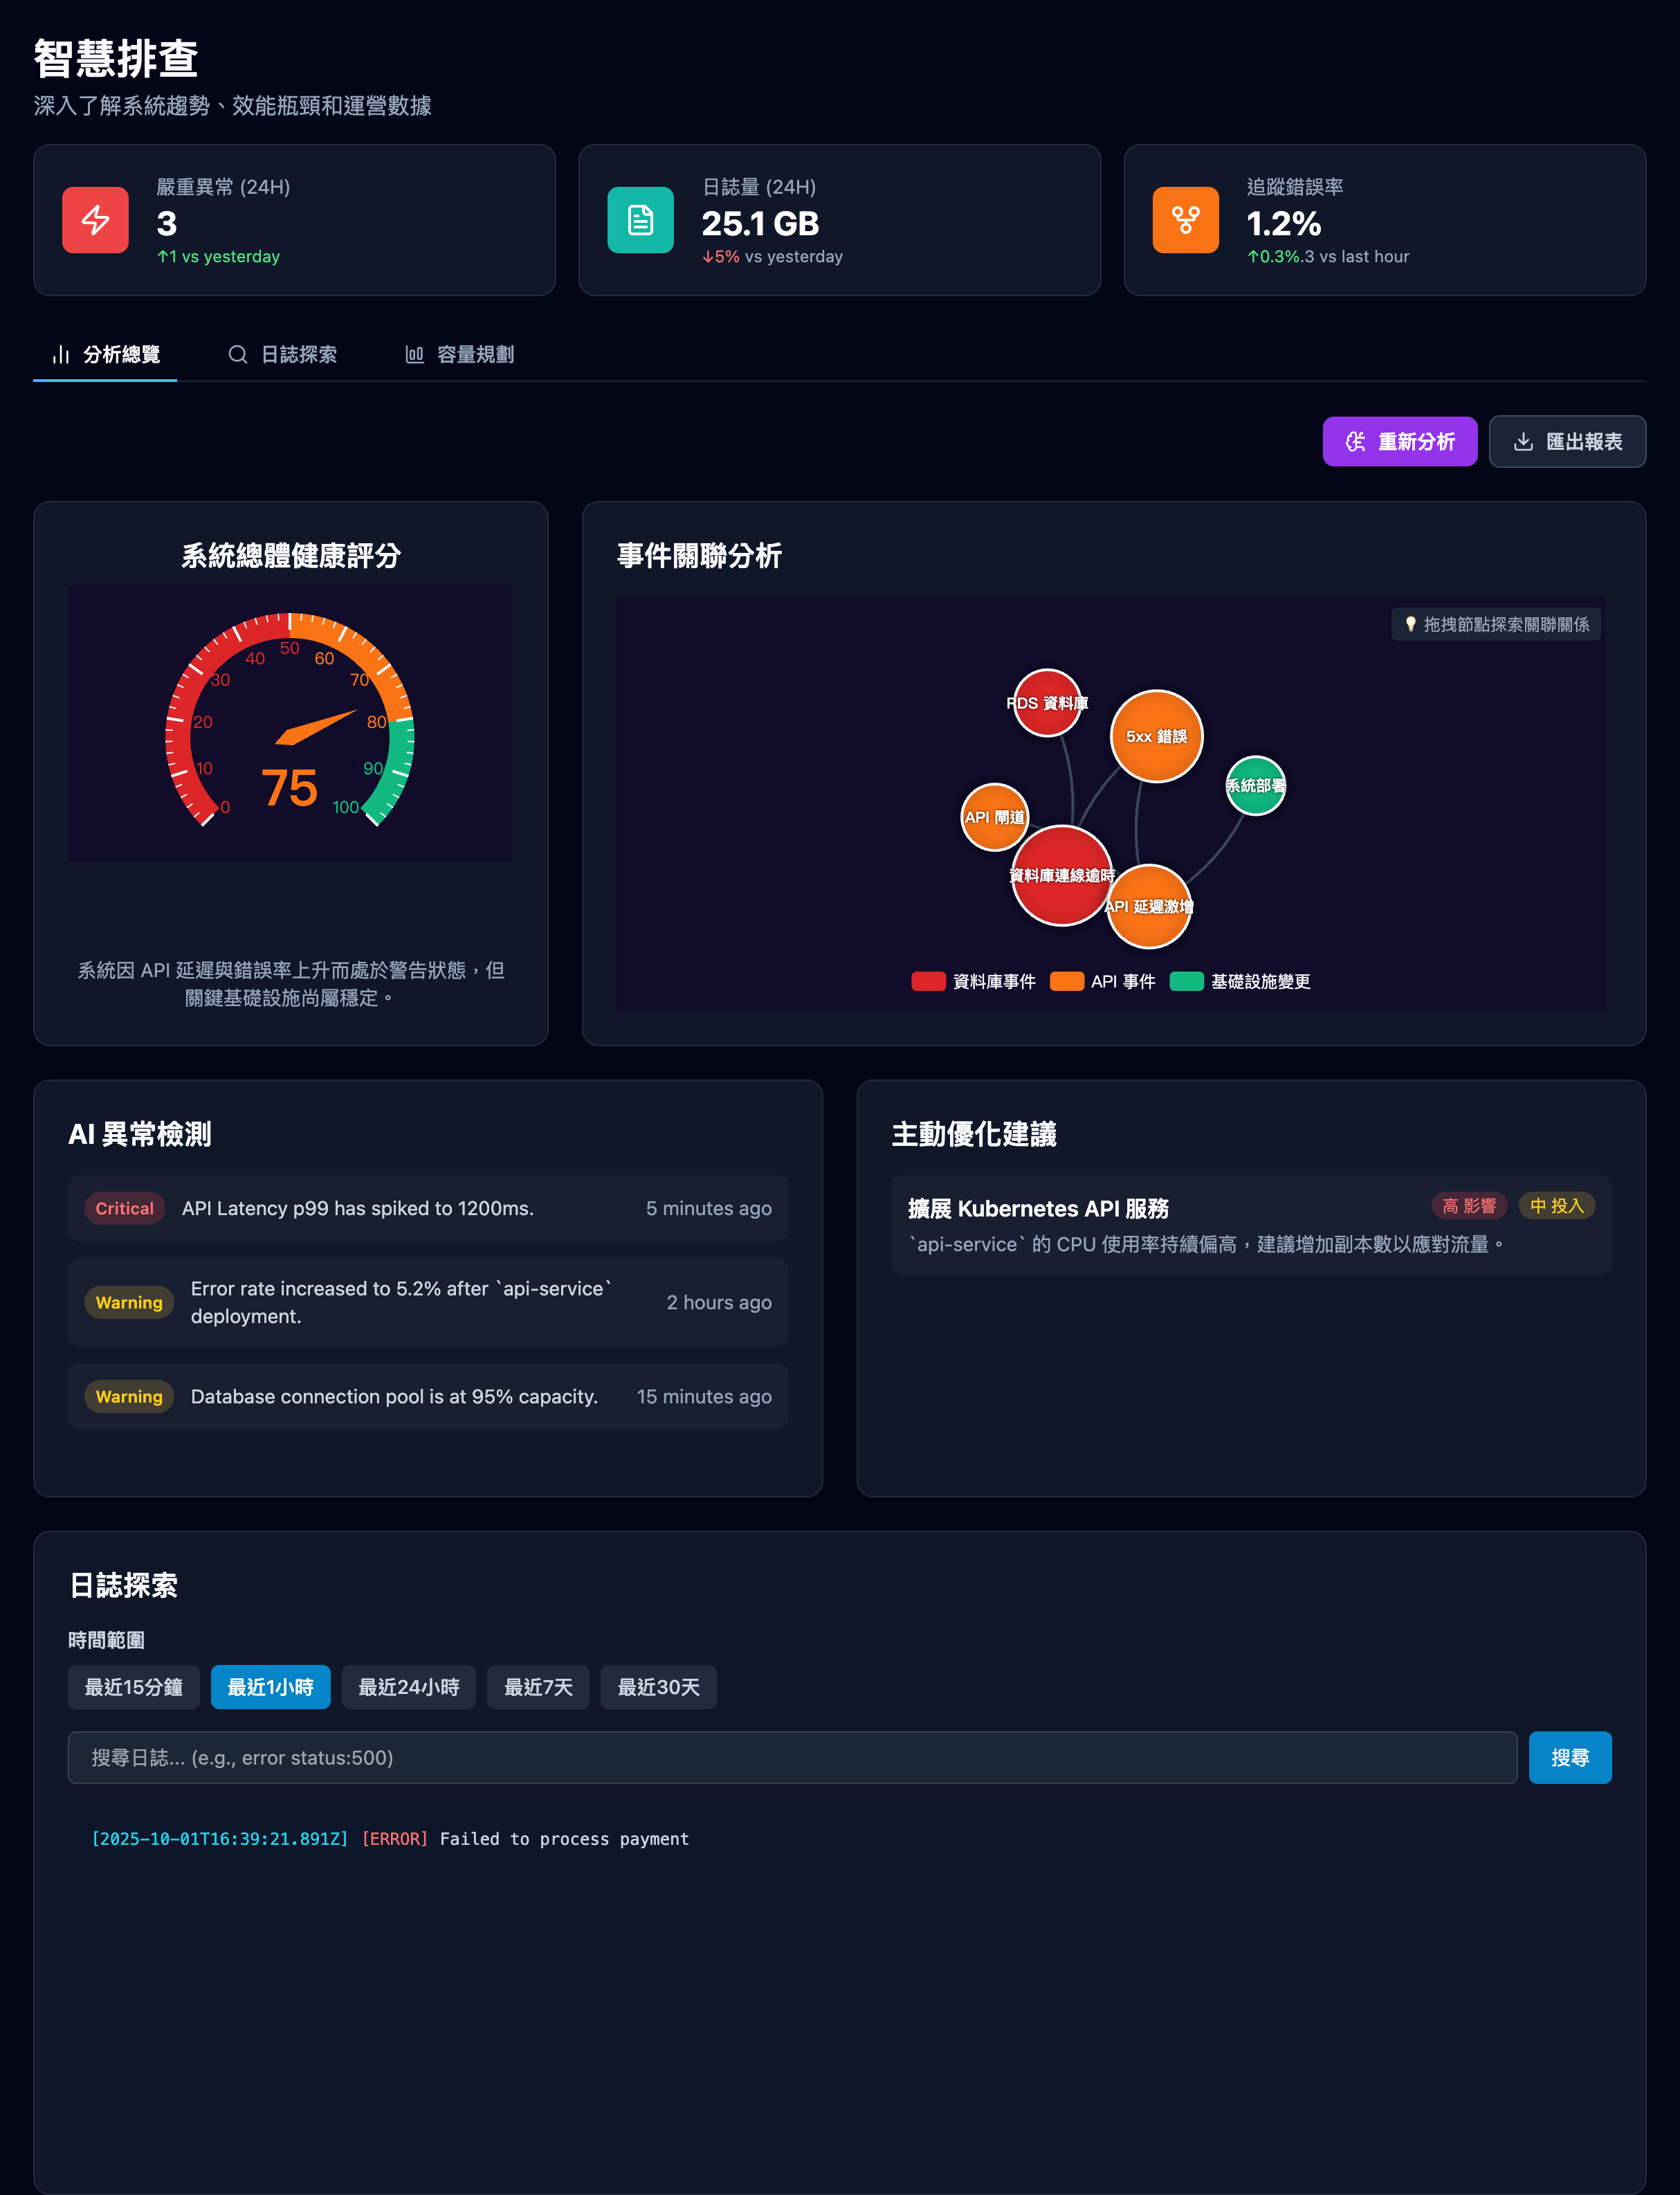 智慧排查
深入了解系統趨勢、效能瓶頸和運營數據
嚴重異常 (24H)
3
↑1 vs yesterday
日誌量 (24H)
25.1 GB
↓5% vs yesterday
追蹤錯誤率
1.2%
↑0.3%.3 vs last hour
分析總覽
日誌探索
容量規劃
重新分析
匯出報表
系統總體健康評分
0
10
20
30
40
50
60
70
80
90
100
75
系統因 API 延遲與錯誤率上升而處於警告狀態，但
關鍵基礎設施尚屬穩定。
事件關聯分析
💡 拖拽節點探索關聯關係
RDS 資料庫
5xx 錯誤
系統部署
API 閘道
資料庫連線逾時
API 延遲激增
資料庫事件
API 事件
基礎設施變更
AI 異常檢測
Critical API Latency p99 has spiked to 1200ms. 5 minutes ago
Warning Error rate increased to 5.2% after `api-service` 2 hours ago
deployment.
Warning Database connection pool is at 95% capacity. 15 minutes ago
主動優化建議
擴展 Kubernetes API 服務 高 影響 中 投入
`api-service` 的 CPU 使用率持續偏高，建議增加副本數以應對流量。
日誌探索
時間範圍
最近15分鐘 最近1小時 最近24小時 最近7天 最近30天
搜尋日誌... (e.g., error status:500) 搜尋
[2025-10-01T16:39:21.891Z] [ERROR] Failed to process payment